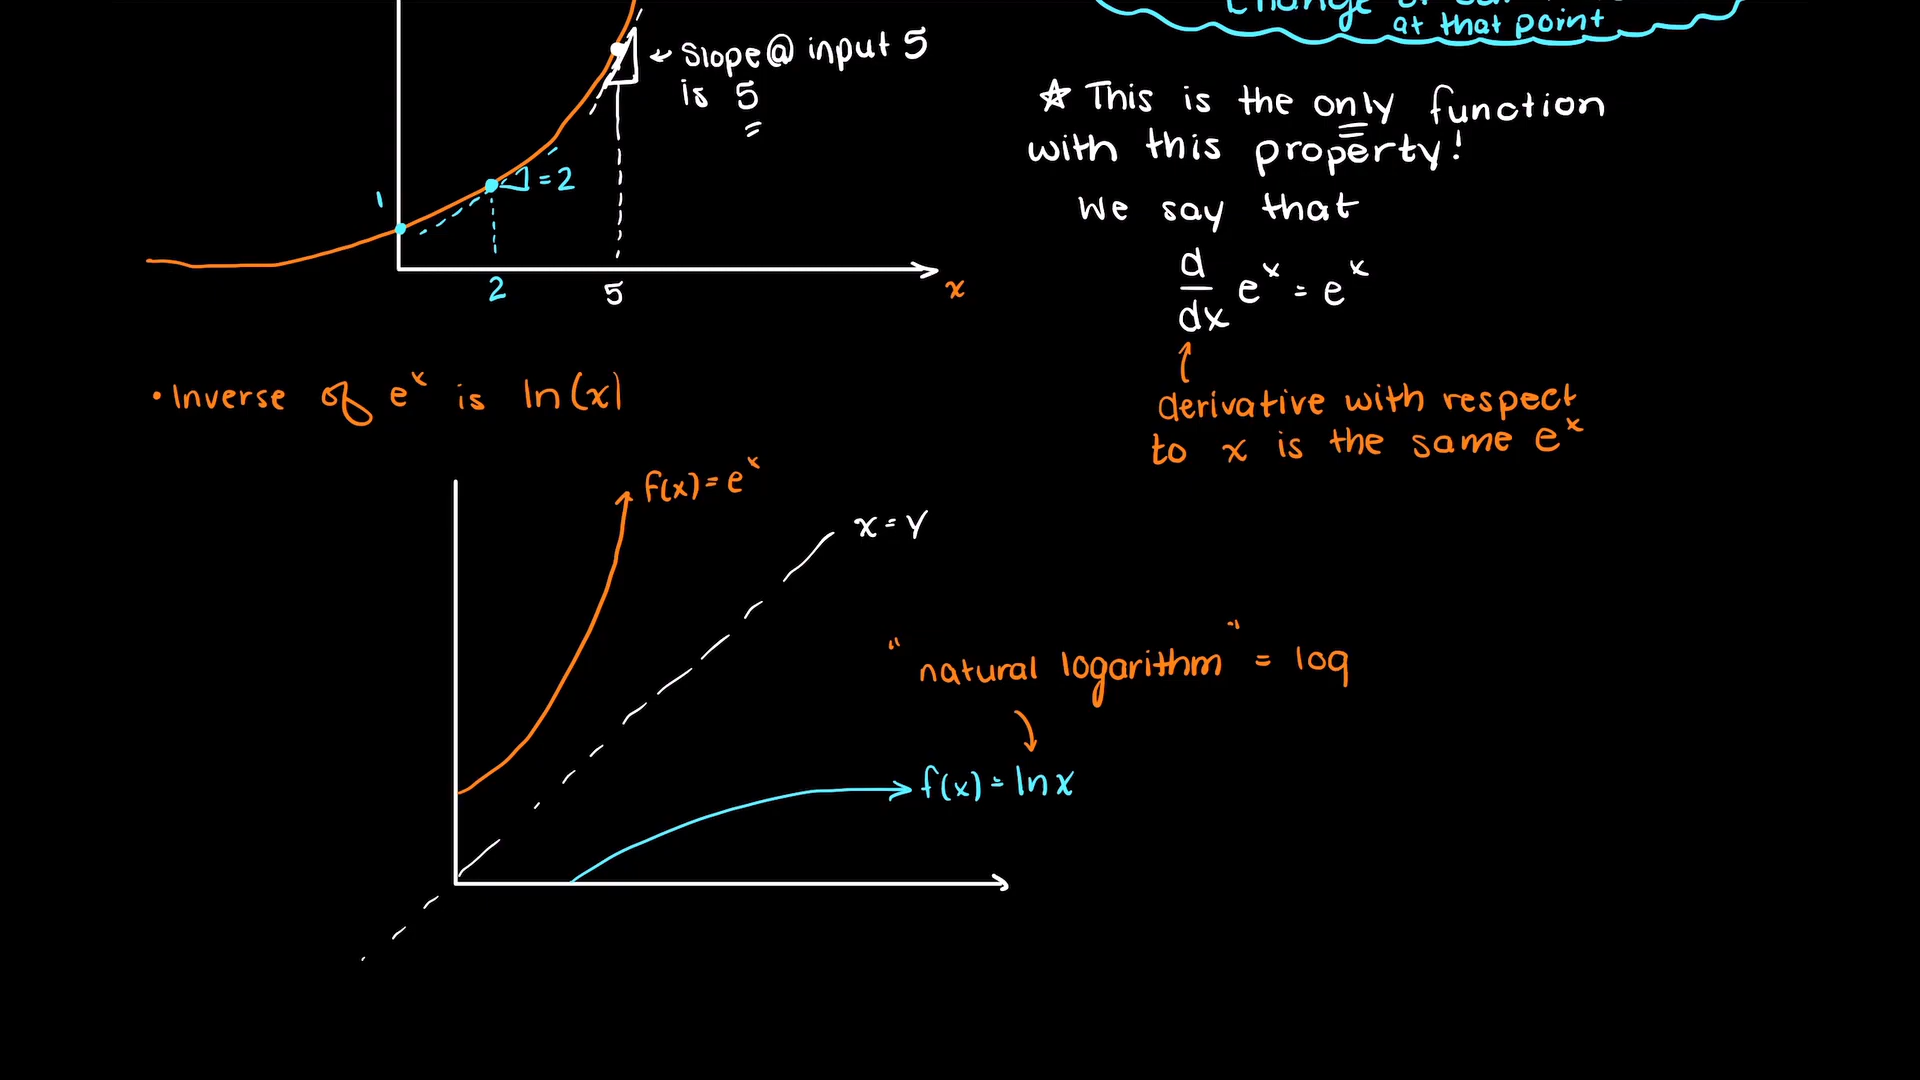 at that point
← Slope @ input 5
is 5
☆ This is the only function
with this property!
1
= 2
We say that
2
5
x
d/dx e^x = e^x
• Inverse of e^x is ln(x)
derivative with respect
to x is the same e^x
f(x) = e^x
x = y
"natural logarithm" = log
f(x) = ln x